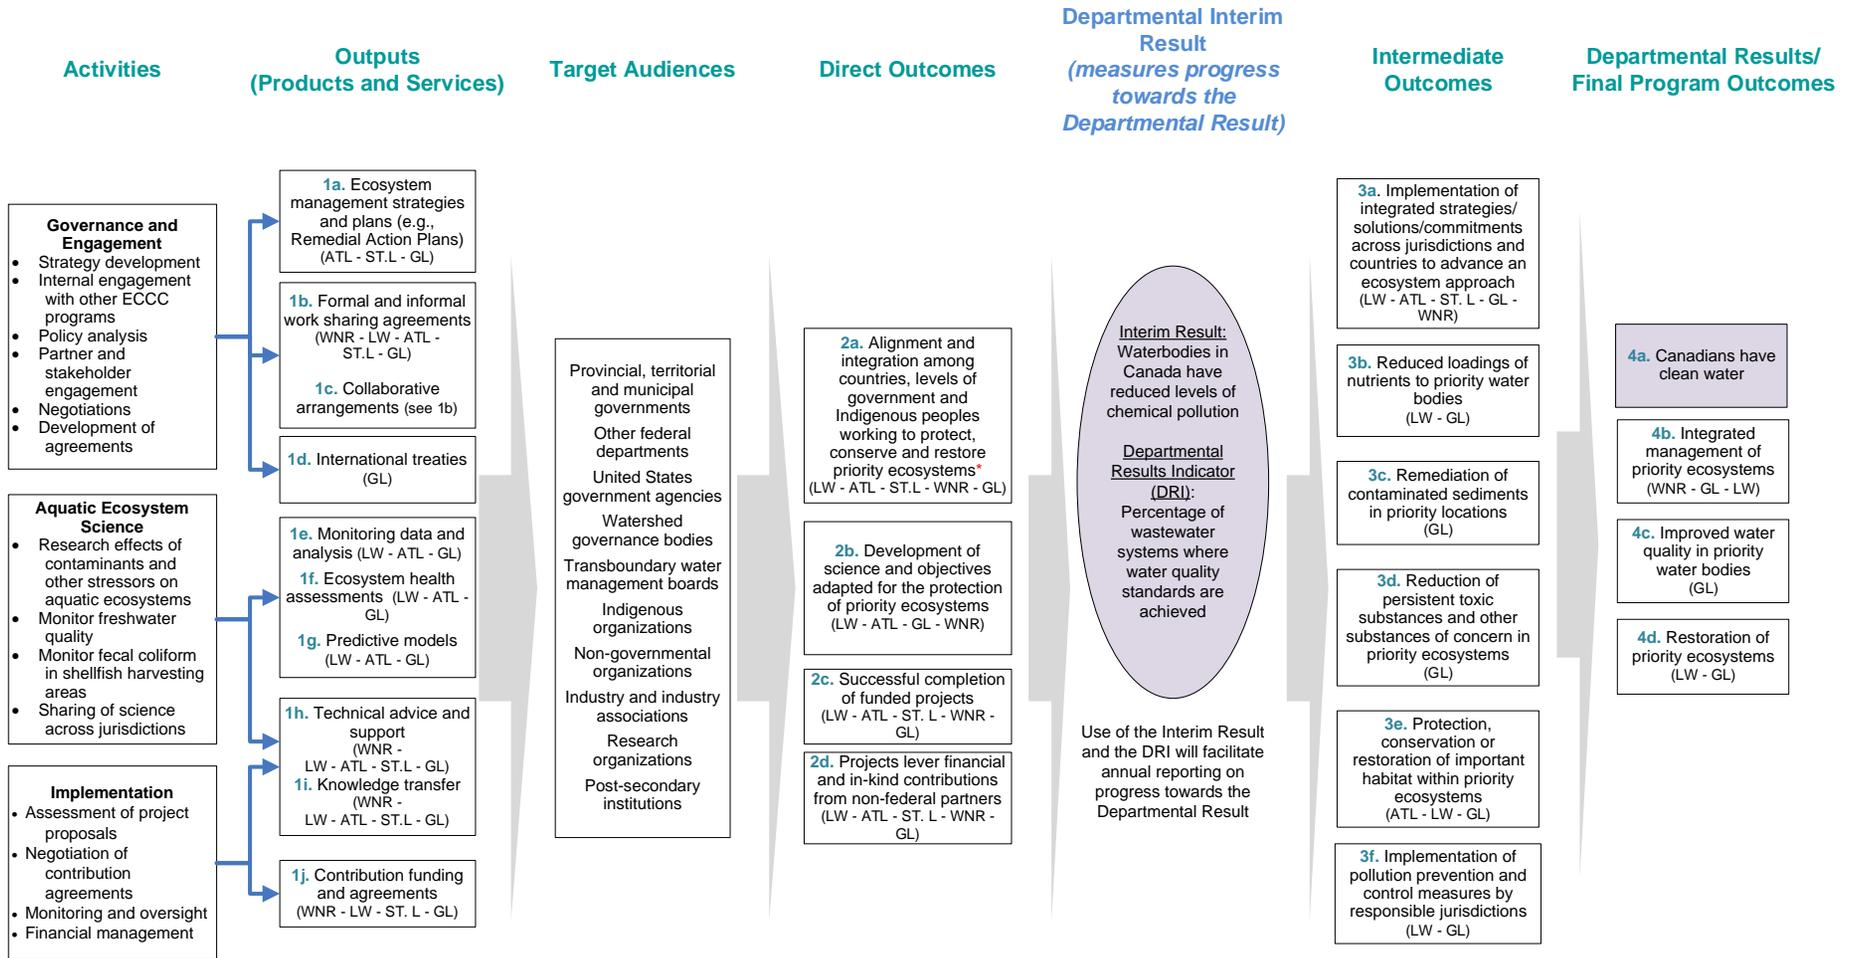 Activities
Outputs
(Products and Services)
Target Audiences
Direct Outcomes
Departmental Interim
Result
(measures progress
towards the
Departmental Result)
Intermediate
Outcomes
Departmental Results/
Final Program Outcomes
Governance and
Engagement
• Strategy development
• Internal engagement
with other ECCC
programs
• Policy analysis
• Partner and
stakeholder
engagement
• Negotiations
• Development of
agreements
Aquatic Ecosystem
Science
• Research effects of
contaminants and
other stressors on
aquatic ecosystems
• Monitor freshwater
quality
• Monitor fecal coliform
in shellfish harvesting
areas
• Sharing of science
across jurisdictions
Implementation
• Assessment of project
proposals
• Negotiation of
contribution
agreements
• Monitoring and oversight
• Financial management
1a. Ecosystem
management strategies
and plans (e.g.,
Remedial Action Plans)
(ATL - ST.L - GL)
1b. Formal and informal
work sharing agreements
(WNR - LW - ATL -
ST.L - GL)
1c. Collaborative
arrangements (see 1b)
1d. International treaties
(GL)
1e. Monitoring data and
analysis (LW - ATL - GL)
1f. Ecosystem health
assessments (LW - ATL -
GL)
1g. Predictive models
(LW - ATL - GL)
1h. Technical advice and
support
(WNR -
LW - ATL - ST.L - GL)
1i. Knowledge transfer
(WNR -
LW - ATL - ST.L - GL)
1j. Contribution funding
and agreements
(WNR - LW - ST. L - GL)
Provincial, territorial
and municipal
governments
Other federal
departments
United States
government agencies
Watershed
governance bodies
Transboundary water
management boards
Indigenous
organizations
Non-governmental
organizations
Industry and industry
associations
Research
organizations
Post-secondary
institutions
2a. Alignment and
integration among
countries, levels of
government and
Indigenous peoples
working to protect,
conserve and restore
priority ecosystems*
(LW - ATL - ST.L - WNR - GL)
2b. Development of
science and objectives
adapted for the protection
of priority ecosystems
(LW - ATL - GL - WNR)
2c. Successful completion
of funded projects
(LW - ATL - ST. L - WNR -
GL)
2d. Projects lever financial
and in-kind contributions
from non-federal partners
(LW - ATL - ST. L - WNR -
GL)
Interim Result:
Waterbodies in
Canada have
reduced levels of
chemical pollution
Departmental
Results Indicator
(DRI):
Percentage of
wastewater
systems where
water quality
standards are
achieved
Use of the Interim Result
and the DRI will facilitate
annual reporting on
progress towards the
Departmental Result
3a. Implementation of
integrated strategies/
solutions/commitments
across jurisdictions and
countries to advance an
ecosystem approach
(LW - ATL - ST. L - GL -
WNR)
3b. Reduced loadings of
nutrients to priority water
bodies
(LW - GL)
3c. Remediation of
contaminated sediments
in priority locations
(GL)
3d. Reduction of
persistent toxic
substances and other
substances of concern in
priority ecosystems
(GL)
3e. Protection,
conservation or
restoration of important
habitat within priority
ecosystems
(ATL - LW - GL)
3f. Implementation of
pollution prevention and
control measures by
responsible jurisdictions
(LW - GL)
4a. Canadians have
clean water
4b. Integrated
management of
priority ecosystems
(WNR - GL - LW)
4c. Improved water
quality in priority
water bodies
(GL)
4d. Restoration of
priority ecosystems
(LW - GL)